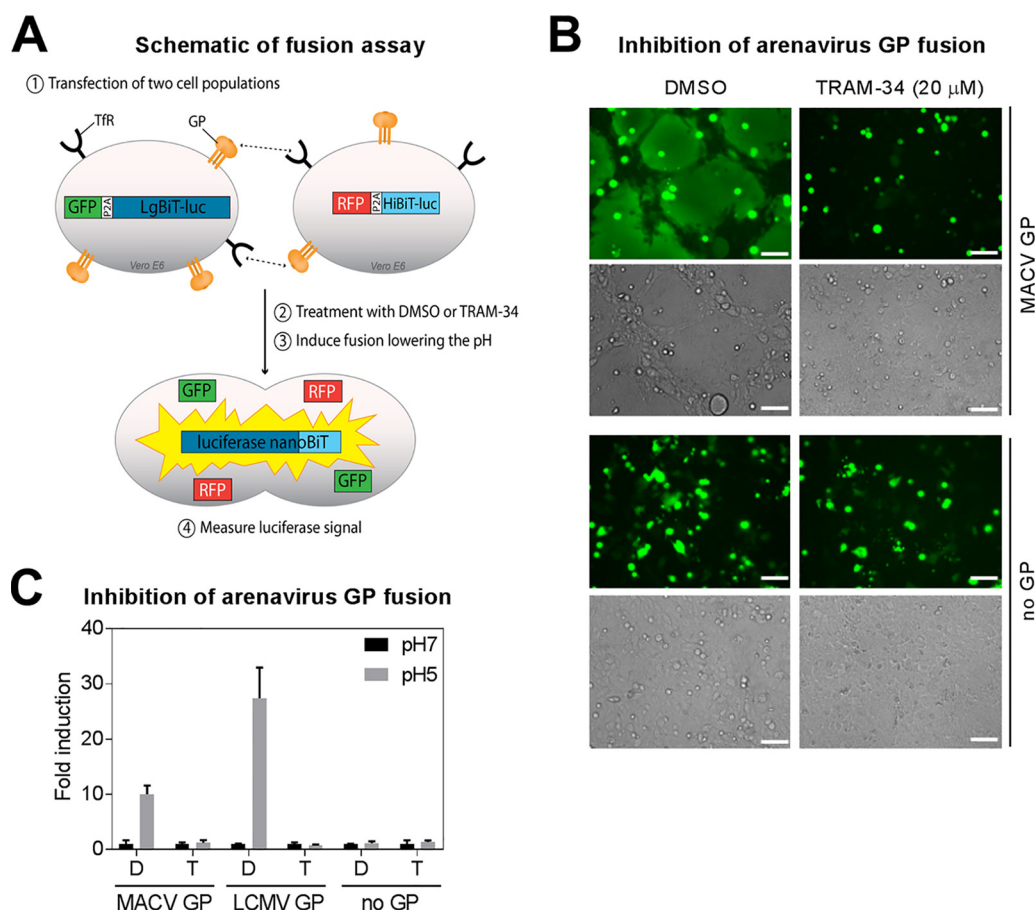 A
Schematic of fusion assay
① Transfection of two cell populations
TfR
GP
GFP P2A LgBiT-luc
RFP P2A HiBiT-luc
Vero E6
Vero E6
② Treatment with DMSO or TRAM-34
③ Induce fusion lowering the pH
GFP
RFP
luciferase nanoBiT
RFP
GFP
④ Measure luciferase signal
B
Inhibition of arenavirus GP fusion
DMSO
TRAM-34 (20 μM)
MACV GP
no GP
C
Inhibition of arenavirus GP fusion
Fold induction
40
30
20
10
0
pH7
pH5
D T D T D T
MACV GP LCMV GP no GP